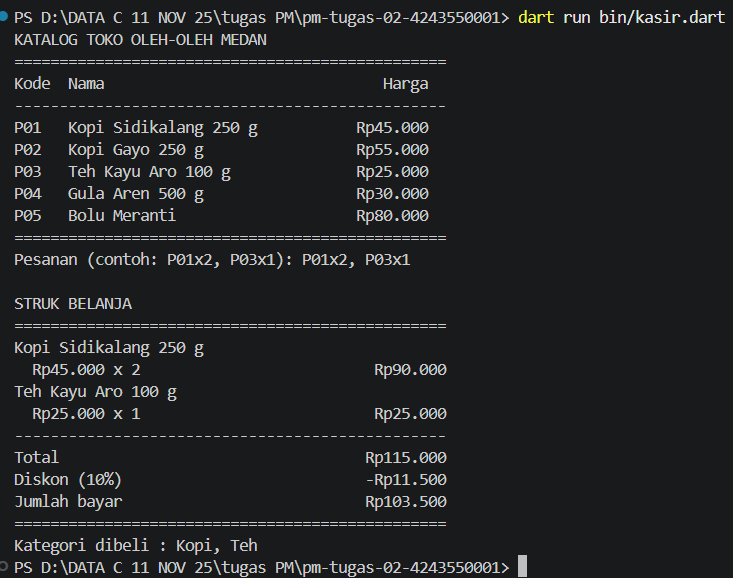 PS D:\DATA C 11 NOV 25\tugas PM\pm-tugas-02-4243550001> dart run bin/kasir.dart
KATALOG TOKO OLEH-OLEH MEDAN
================================================
Kode  Nama                               Harga
------------------------------------------------
P01   Kopi Sidikalang 250 g           Rp45.000
P02   Kopi Gayo 250 g                 Rp55.000
P03   Teh Kayu Aro 100 g              Rp25.000
P04   Gula Aren 500 g                 Rp30.000
P05   Bolu Meranti                    Rp80.000
================================================
Pesanan (contoh: P01x2, P03x1): P01x2, P03x1

STRUK BELANJA
================================================
Kopi Sidikalang 250 g
  Rp45.000 x 2                          Rp90.000
Teh Kayu Aro 100 g
  Rp25.000 x 1                          Rp25.000
------------------------------------------------
Total                                  Rp115.000
Diskon (10%)                           -Rp11.500
Jumlah bayar                           Rp103.500
================================================
Kategori dibeli : Kopi, Teh
PS D:\DATA C 11 NOV 25\tugas PM\pm-tugas-02-4243550001>